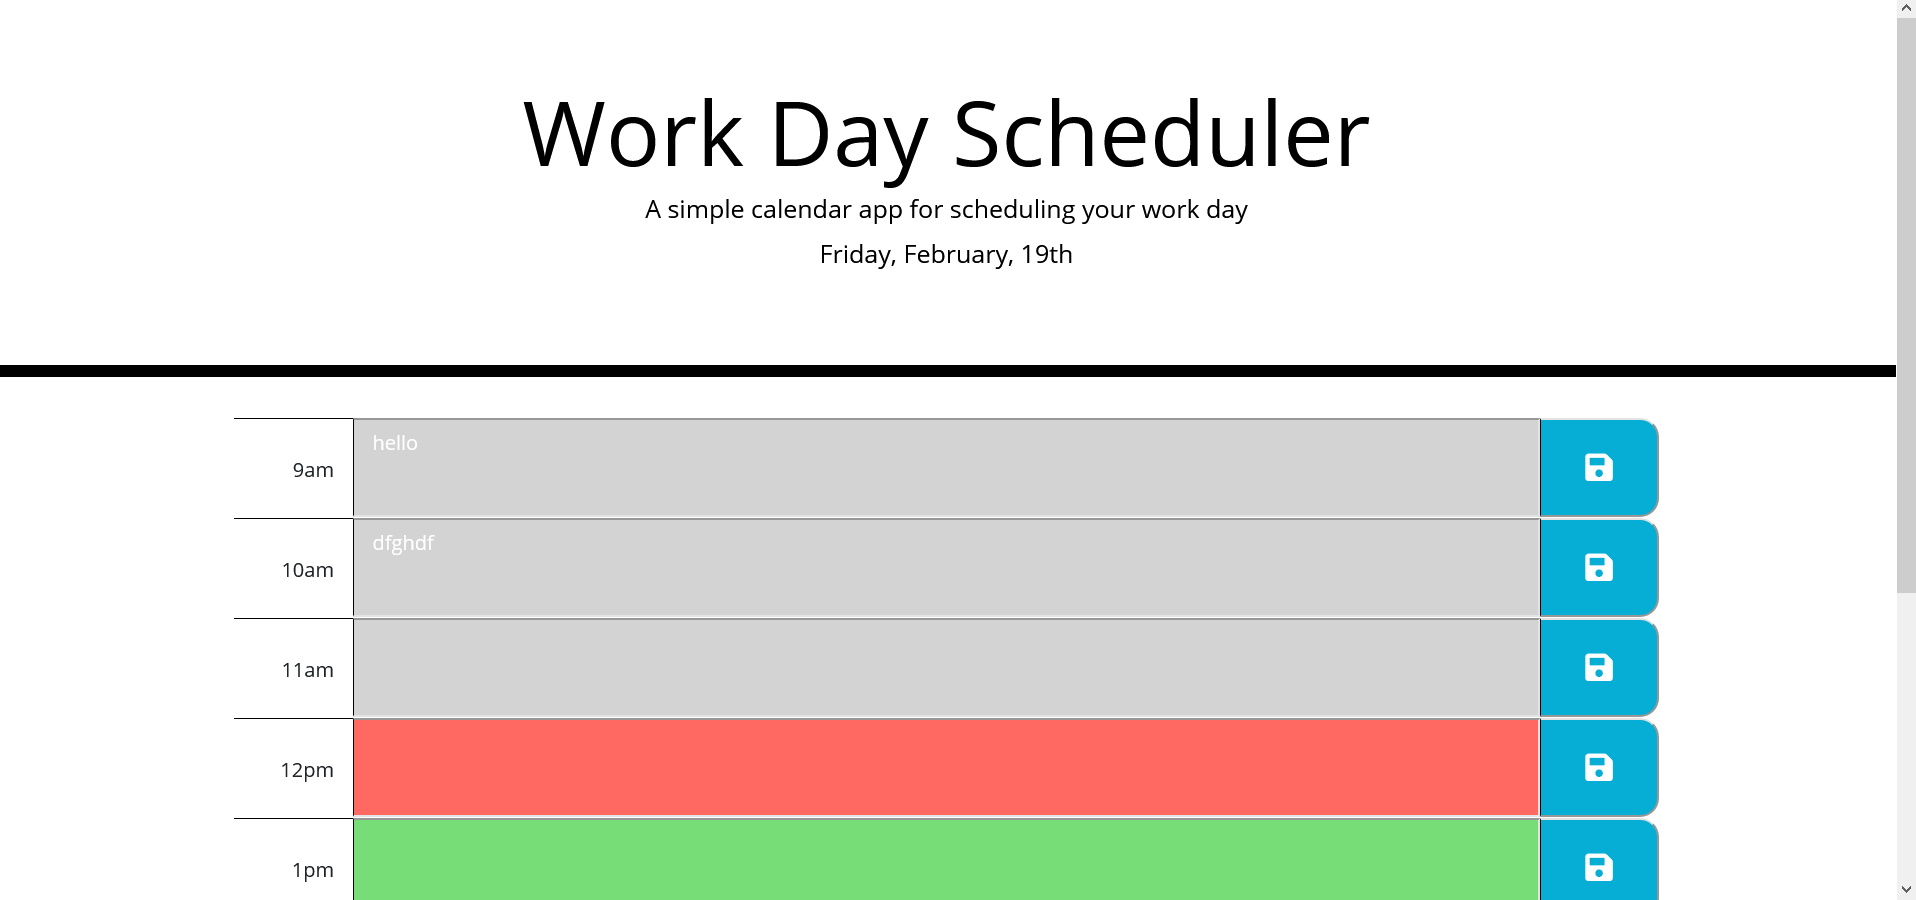 Work Day Scheduler
A simple calendar app for scheduling your work day
Friday, February, 19th
9am
hello
10am
dfghdf
11am
12pm
1pm